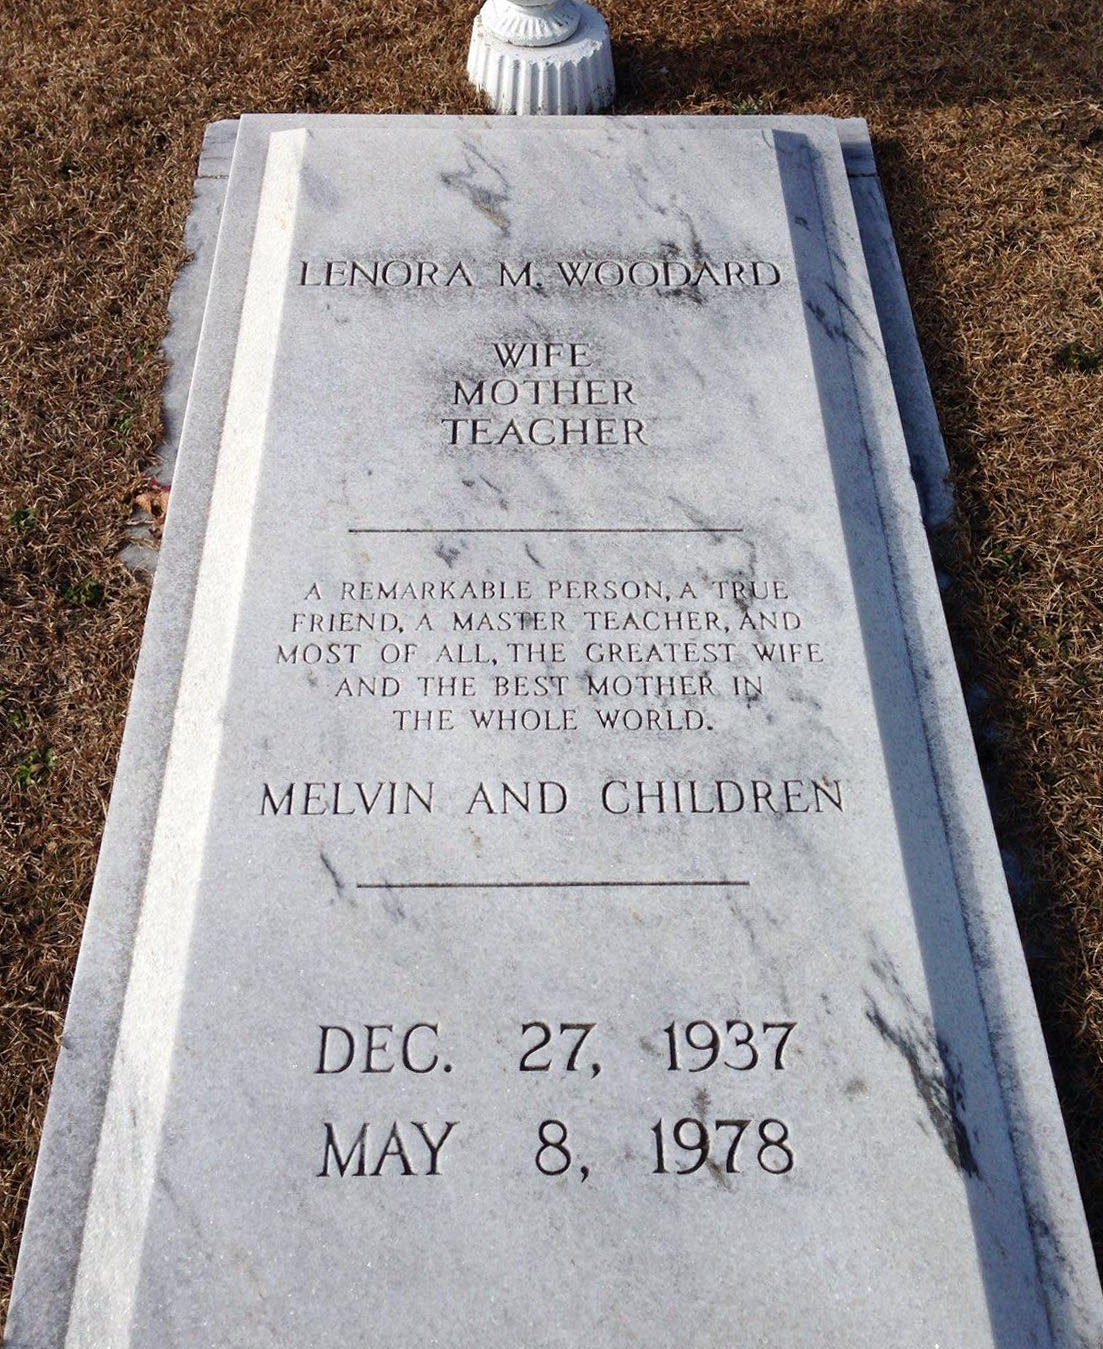 LENORA M. WOODARD
WIFE
MOTHER
TEACHER
A REMARKABLE PERSON, A TRUE
FRIEND, A MASTER TEACHER, AND
MOST OF ALL, THE GREATEST WIFE
AND THE BEST MOTHER IN
THE WHOLE WORLD.
MELVIN AND CHILDREN
DEC. 27, 1937
MAY 8, 1978